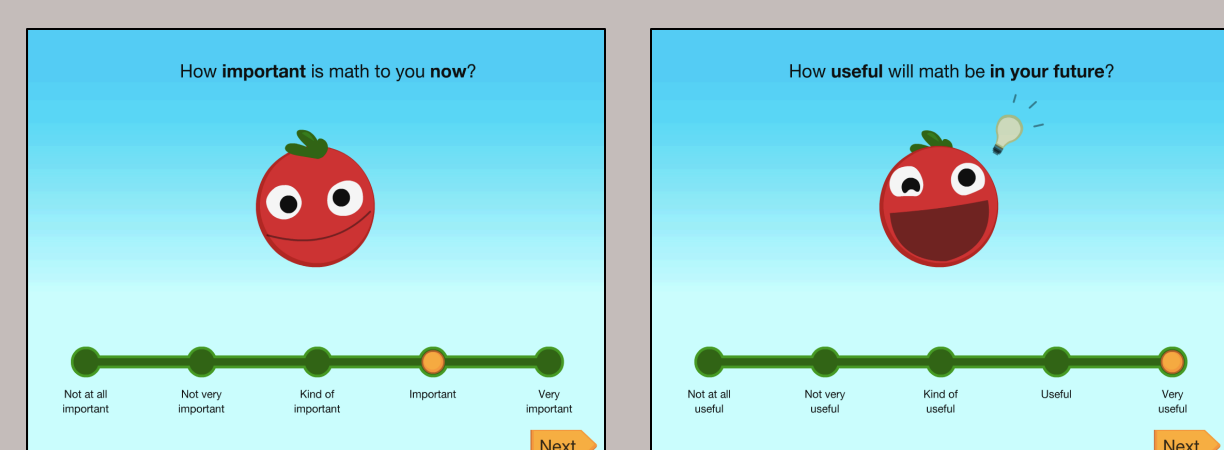 How important is math to you now?
Not at all
important
Not very
important
Kind of
important
Important
Very
important
Next
How useful will math be in your future?
Not at all
useful
Not very
useful
Kind of
useful
Useful
Very
useful
Next